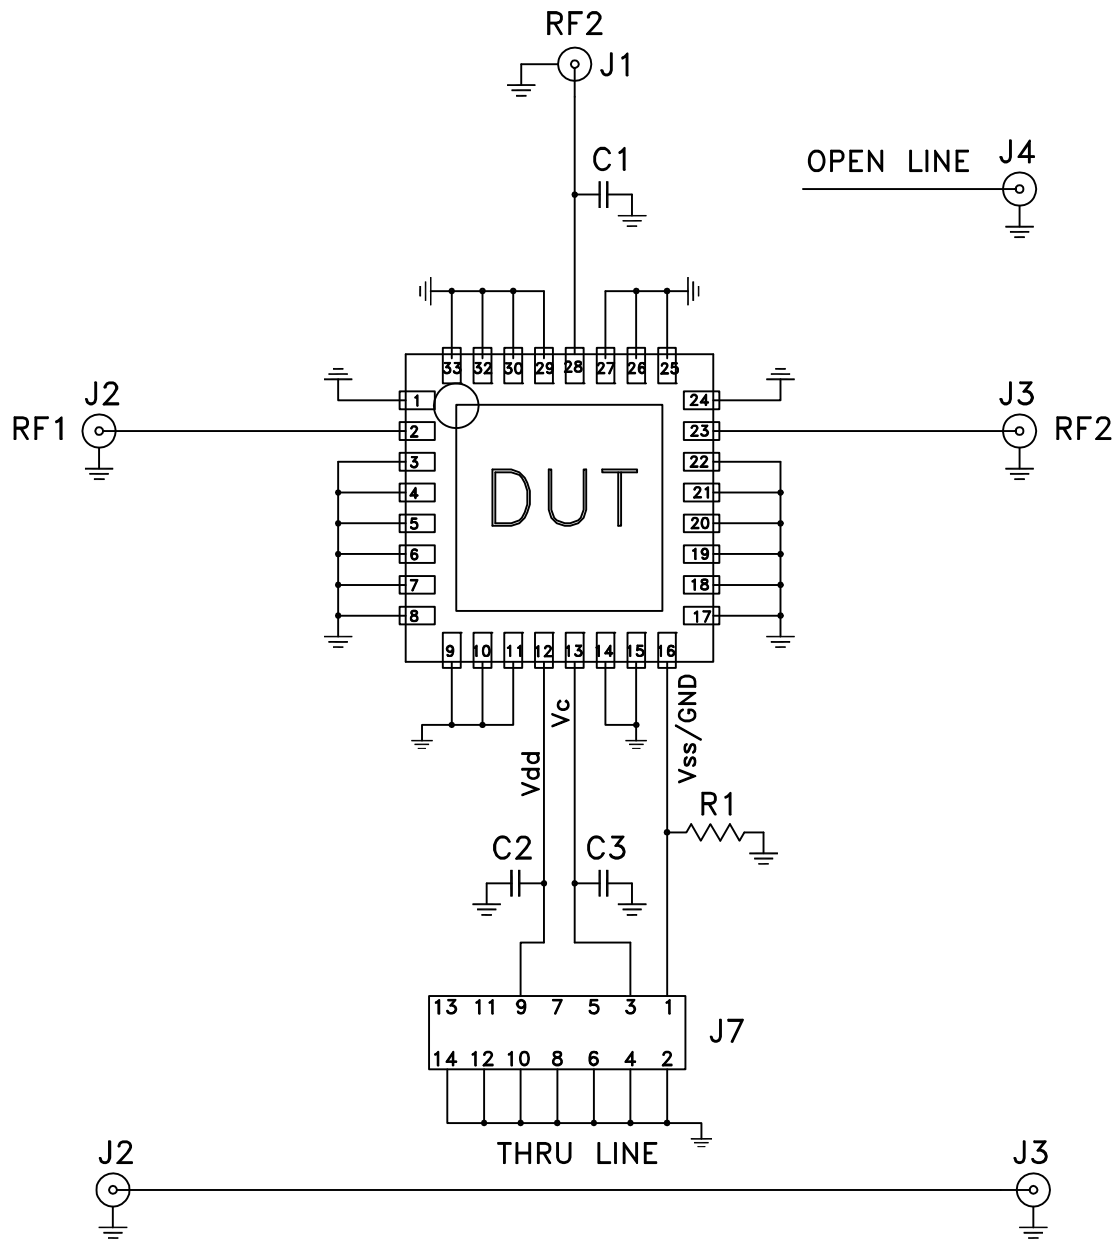 RF2
J1
C1
OPEN LINE
J4
33 32 30 29 28 27 26 25
J2
RF1
J3
RF2
1
2
3
4
5
6
7
8
24
23
22
21
20
19
18
17
DUT
9 10 11 12 13 14 15 16
Vdd
Vc
Vss/GND
R1
C2
C3
13 11 9 7 5 3 1
14 12 10 8 6 4 2
J7
THRU LINE
J2
J3